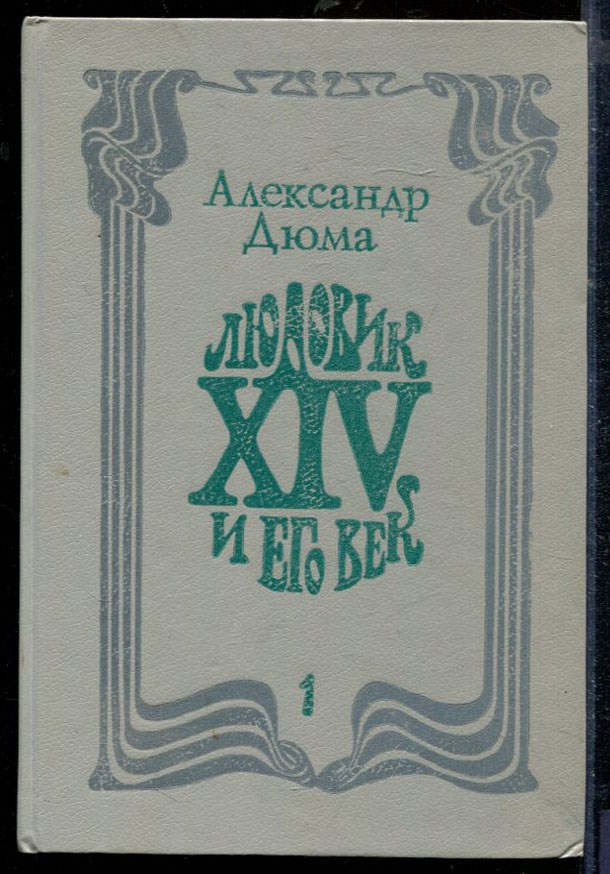 Александр
Дюма
ЛЮДОВИК
XIV
И ЕГО ВЕК
1